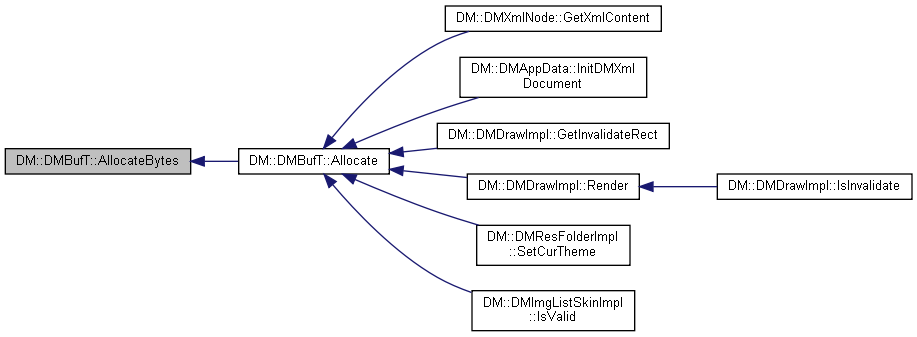 DM::DMXmlNode::GetXmlContent
DM::DMAppData::InitDMXml
Document
DM::DMDrawImpl::GetInvalidateRect
DM::DMBufT::AllocateBytes
DM::DMBufT::Allocate
DM::DMDrawImpl::Render
DM::DMDrawImpl::IsInvalidate
DM::DMResFolderImpl
::SetCurTheme
DM::DMImgListSkinImpl
::IsValid